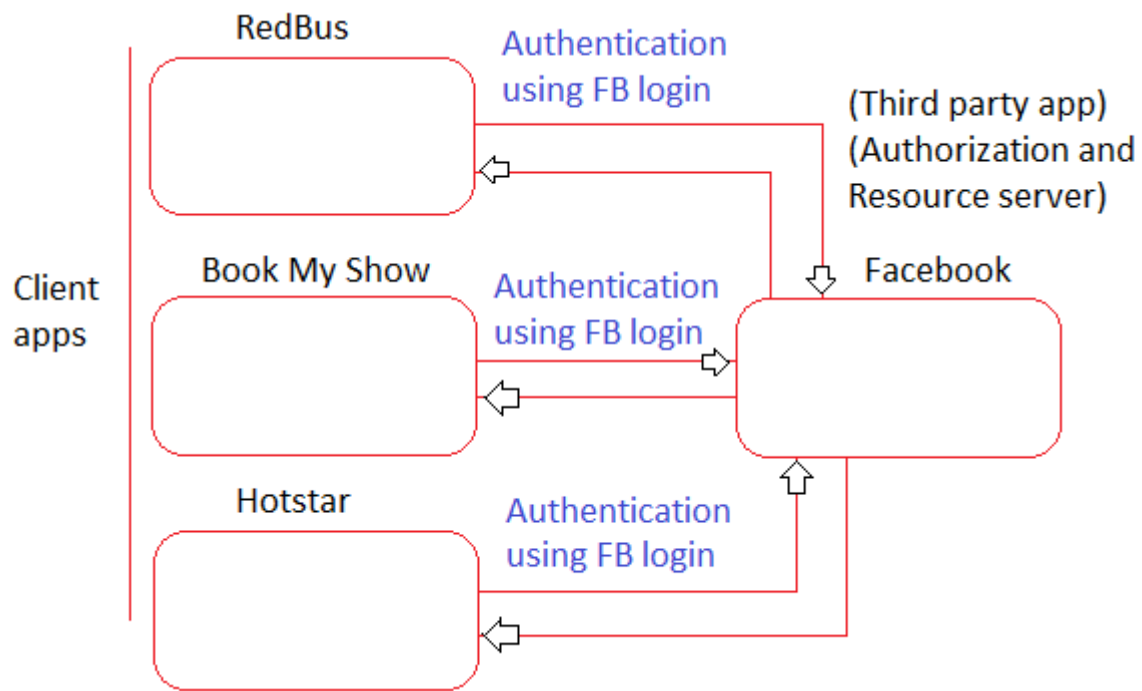 RedBus
Authentication
using FB login
(Third party app)
(Authorization and
Resource server)
Client
apps
Book My Show
Authentication
using FB login
Facebook
Hotstar
Authentication
using FB login